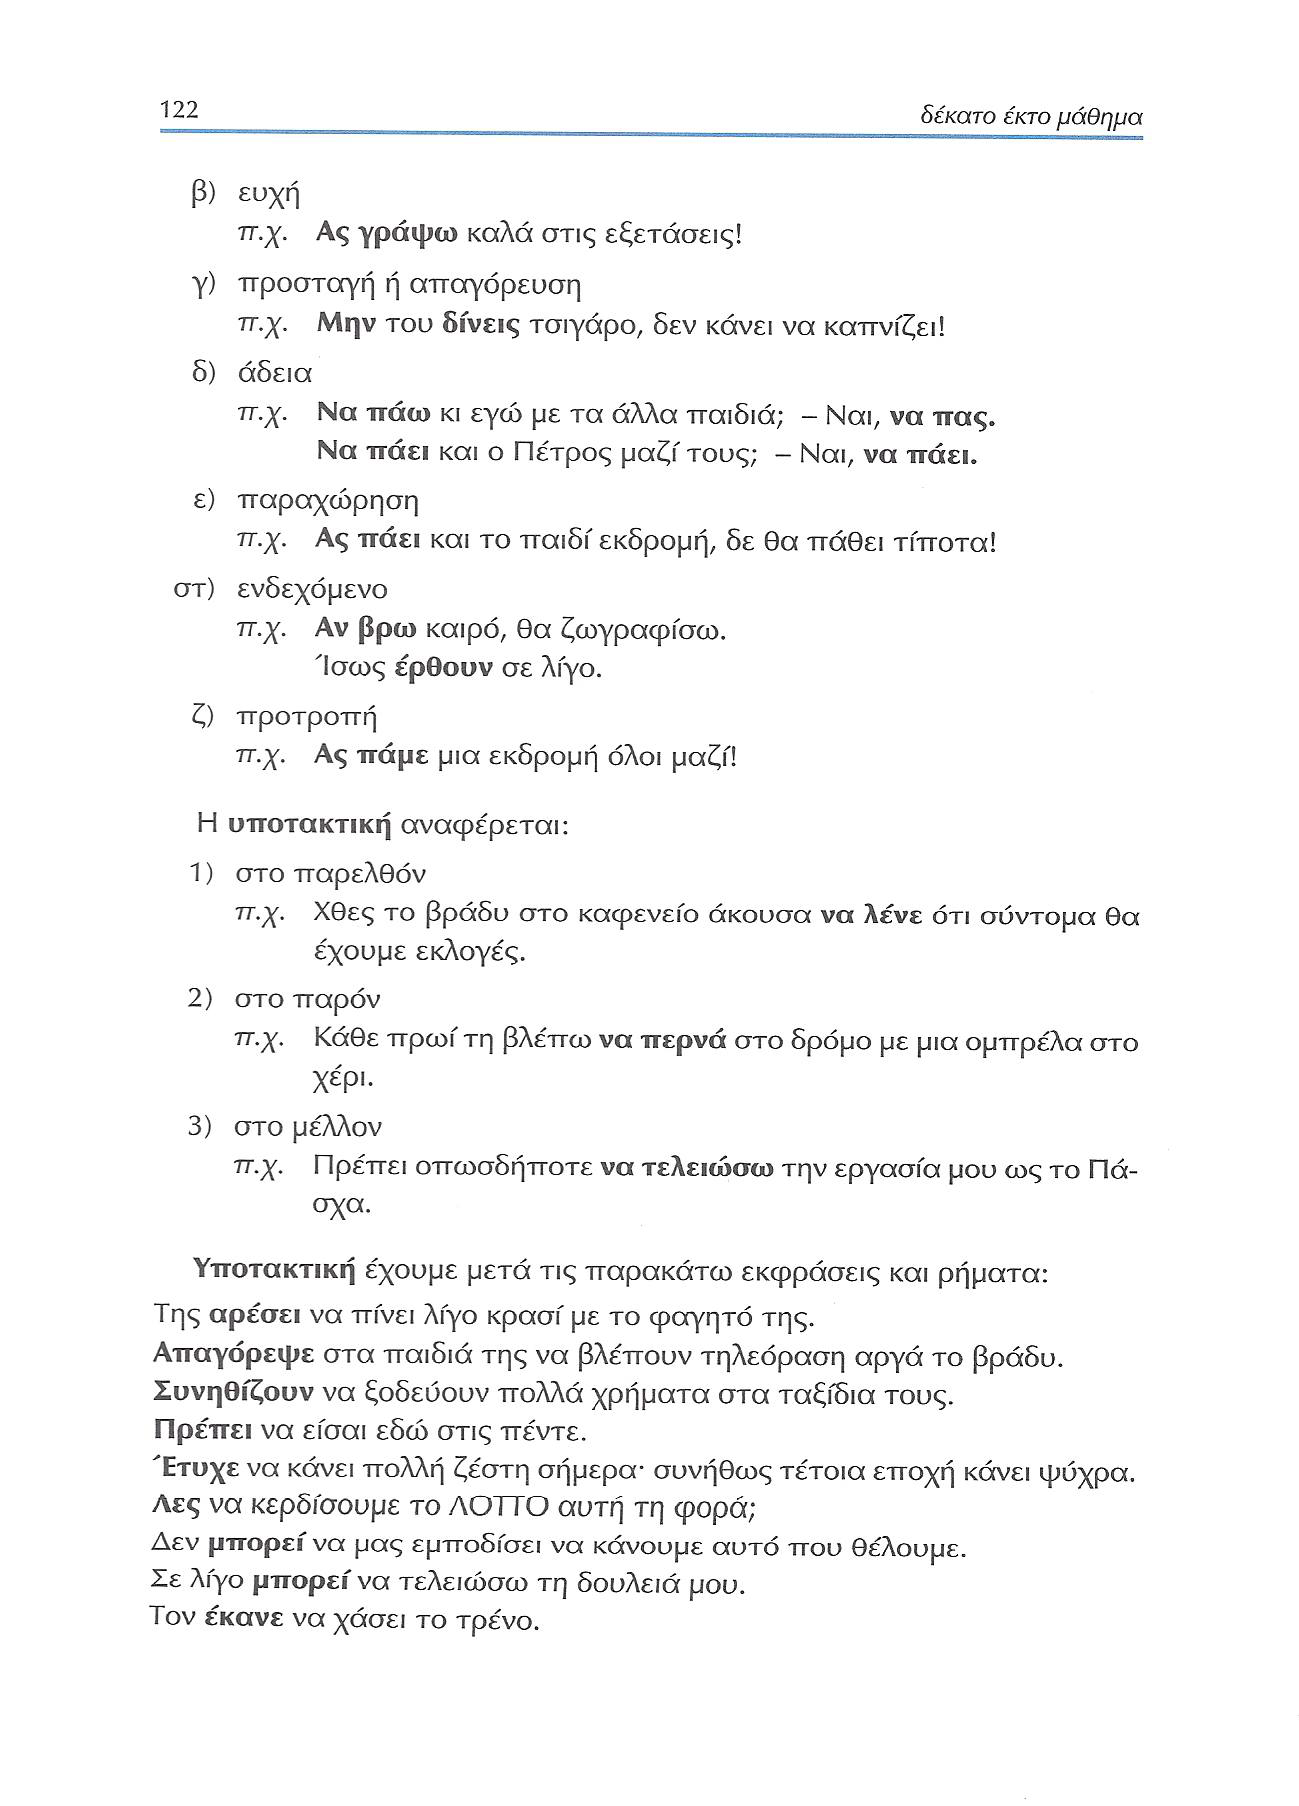 122
δέκατο έκτο μάθημα
β) ευχή
π.χ. Ας γράψω καλά στις εξετάσεις!
γ) προσταγή ή απαγόρευση
π.χ. Μην του δίνεις τσιγάρο, δεν κάνει να καπνίζει!
δ) άδεια
π.χ. Να πάω κι εγώ με τα άλλα παιδιά; – Ναι, να πας.
Να πάει και ο Πέτρος μαζί τους; – Ναι, να πάει.
ε) παραχώρηση
π.χ. Ας πάει και το παιδί εκδρομή, δε θα πάθει τίποτα!
στ) ενδεχόμενο
π.χ. Αν βρω καιρό, θα ζωγραφίσω.
Ίσως έρθουν σε λίγο.
ζ) προτροπή
π.χ. Ας πάμε μια εκδρομή όλοι μαζί!
Η υποτακτική αναφέρεται:
1) στο παρελθόν
π.χ. Χθες το βράδυ στο καφενείο άκουσα να λένε ότι σύντομα θα
έχουμε εκλογές.
2) στο παρόν
π.χ. Κάθε πρωί τη βλέπω να περνά στο δρόμο με μια ομπρέλα στο
χέρι.
3) στο μέλλον
π.χ. Πρέπει οπωσδήποτε να τελειώσω την εργασία μου ως το Πά-
σχα.
Υποτακτική έχουμε μετά τις παρακάτω εκφράσεις και ρήματα:
Της αρέσει να πίνει λίγο κρασί με το φαγητό της.
Απαγόρεψε στα παιδιά της να βλέπουν τηλεόραση αργά το βράδυ.
Συνηθίζουν να ξοδεύουν πολλά χρήματα στα ταξίδια τους.
Πρέπει να είσαι εδώ στις πέντε.
Έτυχε να κάνει πολλή ζέστη σήμερα· συνήθως τέτοια εποχή κάνει ψύχρα.
Λες να κερδίσουμε το ΛΟΤΤΟ αυτή τη φορά;
Δεν μπορεί να μας εμποδίσει να κάνουμε αυτό που θέλουμε.
Σε λίγο μπορεί να τελειώσω τη δουλειά μου.
Τον έκανε να χάσει το τρένο.